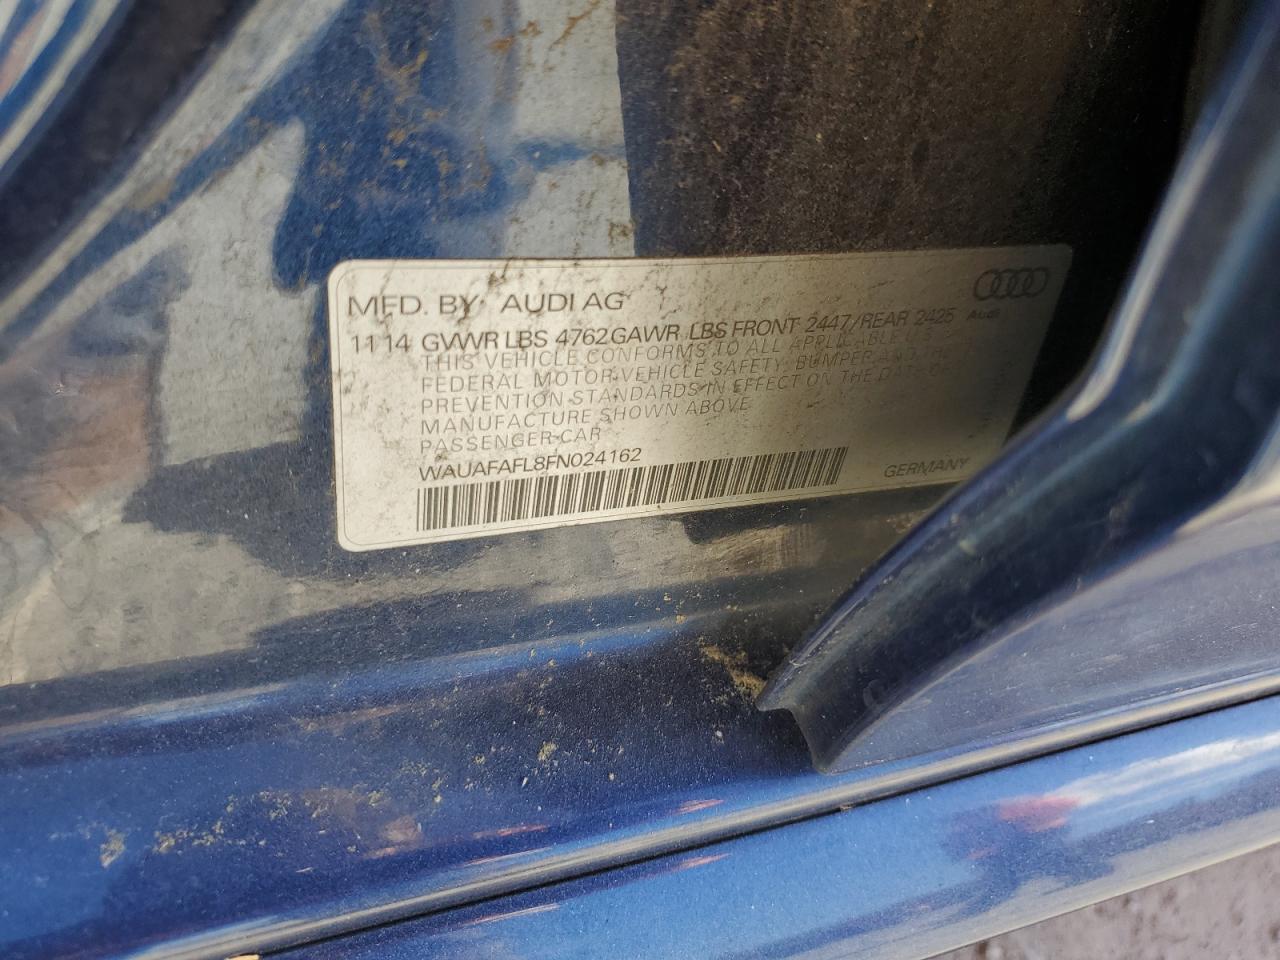 MFD. BY AUDI AG
Audi
11 14 GVWR LBS 4762 GAWR LBS FRONT 2447//REAR 2425
THIS VEHICLE CONFORMS TO ALL APPLICABLE U.S.
FEDERAL MOTOR VEHICLE SAFETY, BUMPER AND THEFT
PREVENTION STANDARDS IN EFFECT ON THE DATE OF
MANUFACTURE SHOWN ABOVE
PASSENGER-CAR
WAUAFAFL8FN024162
GERMANY